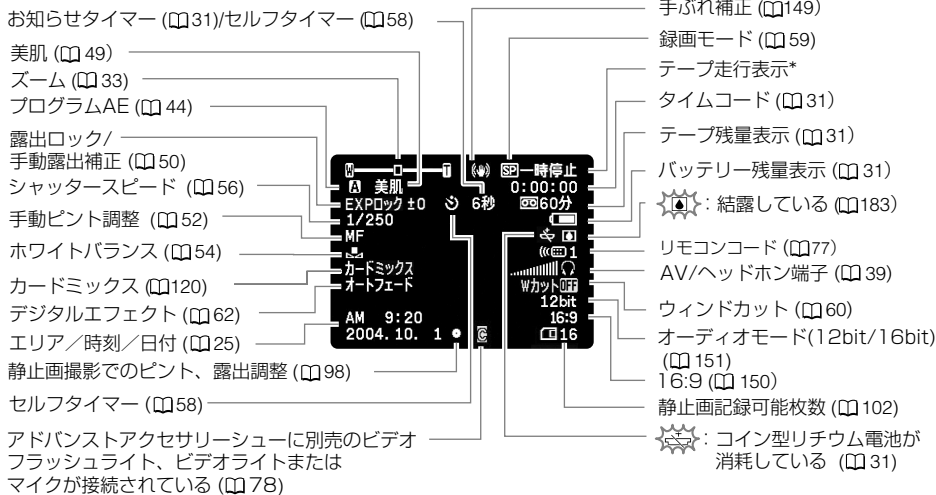 お知らせタイマー (31)/セルフタイマー (58)
美肌 (49)
ズーム (33)
プログラムAE (44)
露出ロック/
手動露出補正 (50)
シャッタースピード (56)
手動ピント調整 (52)
ホワイトバランス (54)
カードミックス (120)
デジタルエフェクト (62)
エリア／時刻／日付 (25)
静止画撮影でのピント、露出調整 (98)
セルフタイマー (58)
アドバンストアクセサリーシューに別売のビデオ
フラッシュライト、ビデオライトまたは
マイクが接続されている (78)
W T SP 一時停止
A 美肌 0:00:00
EXPロック ±0 6秒 60分
1/250
MF
1
カードミックス
オートフェード Wカット OFF
12bit
AM 9:20 16:9
2004.10. 1 C 16
手ぶれ補正 (149)
録画モード (59)
テープ走行表示*
タイムコード (31)
テープ残量表示 (31)
バッテリー残量表示 (31)
：結露している (183)
リモコンコード (77)
AV/ヘッドホン端子 (39)
ウィンドカット (60)
オーディオモード(12bit/16bit)
(151)
16:9 (150)
静止画記録可能枚数 (102)
：コイン型リチウム電池が
消耗している (31)